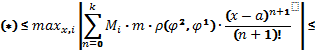 (∗) ≤ max_{x,i} |∑_{n=0}^{k} M_i · m · ρ(φ², φ¹) · (x − a)^{n+1} / (n + 1)!| ≤